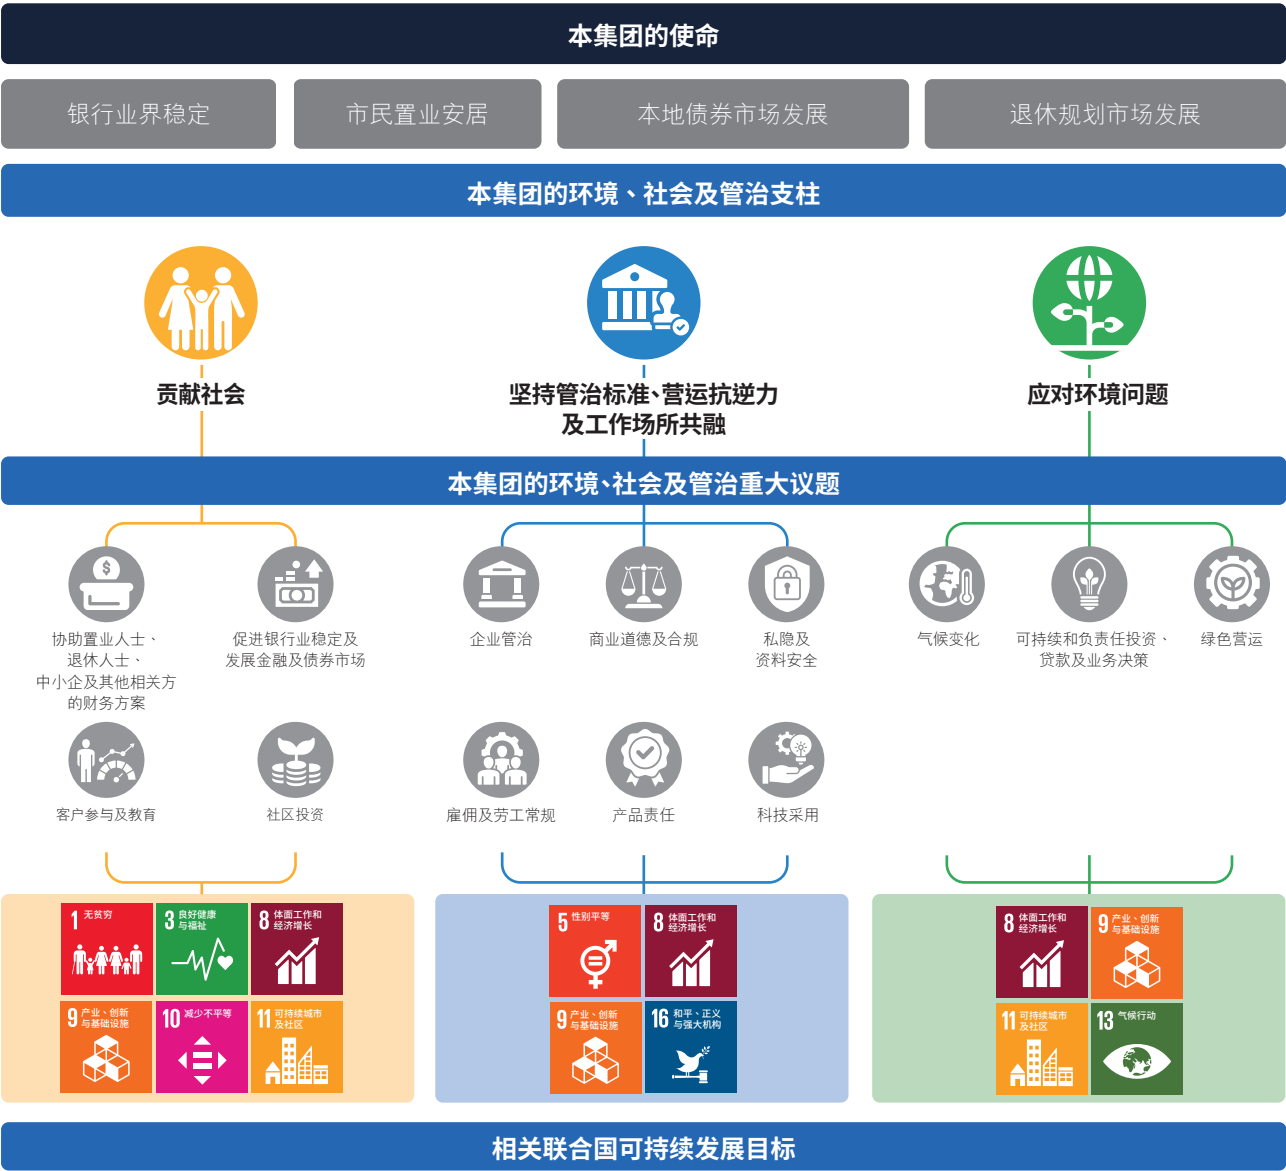 本集团的使命
银行业界稳定
市民置业安居
本地债券市场发展
退休规划市场发展
本集团的环境、社会及管治支柱
贡献社会
坚持管治标准、营运抗逆力
及工作场所共融
应对环境问题
本集团的环境、社会及管治重大议题
$
协助置业人士、
退休人士、
中小企及其他相关方
的财务方案
促进银行业稳定及
发展金融及债券市场
企业管治
商业道德及合规
私隐及
资料安全
气候变化
可持续和负责任投资、
贷款及业务决策
绿色营运
客户参与及教育
社区投资
雇佣及劳工常规
产品责任
科技采用
1 无贫穷
3 良好健康
与福祉
8 体面工作和
经济增长
9 产业、创新
与基础设施
10 减少不平等
11 可持续城市
及社区
5 性别平等
8 体面工作和
经济增长
9 产业、创新
与基础设施
16 和平、正义
与强大机构
8 体面工作和
经济增长
9 产业、创新
与基础设施
11 可持续城市
及社区
13 气候行动
相关联合国可持续发展目标